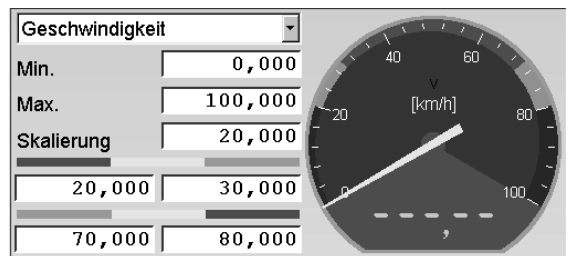 Geschwindigkeit
Min. 0,000
Max. 100,000
Skalierung 20,000
20,000 30,000
70,000 80,000
40 60
V
[km/h]
20 80
0 100
_ _ _ _ , _